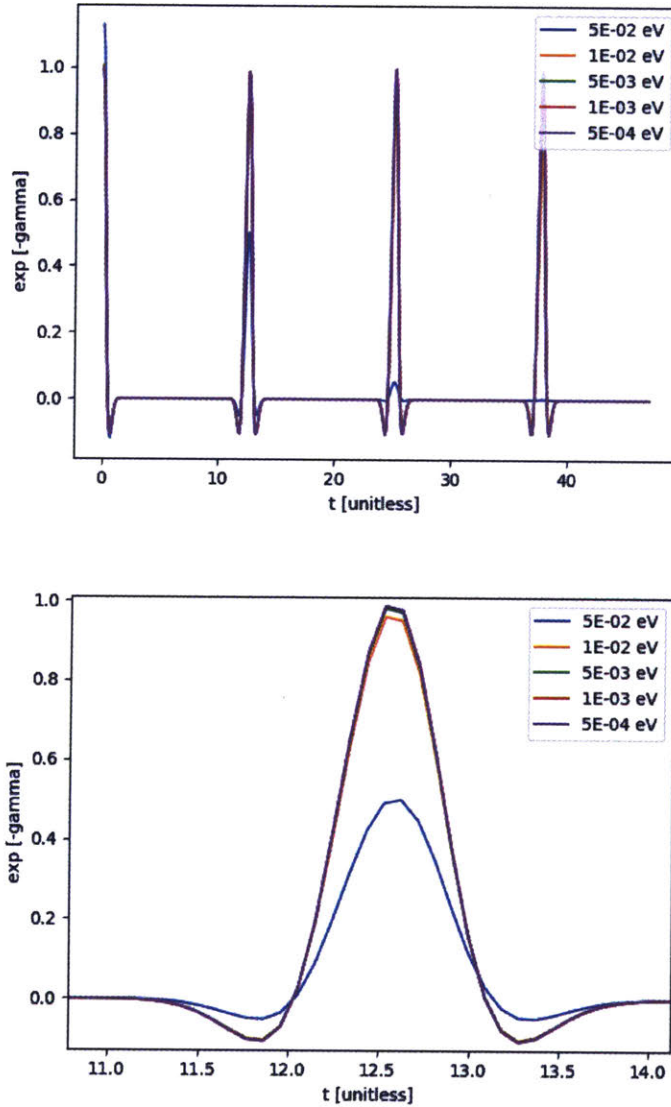 5E-02 eV
1E-02 eV
5E-03 eV
1E-03 eV
5E-04 eV
1.0
0.8
0.6
0.4
0.2
0.0
exp [-gamma]
0
10
20
30
40
t [unitless]
1.0
0.8
0.6
0.4
0.2
0.0
exp [-gamma]
5E-02 eV
1E-02 eV
5E-03 eV
1E-03 eV
5E-04 eV
11.0
11.5
12.0
12.5
13.0
13.5
14.0
t [unitless]